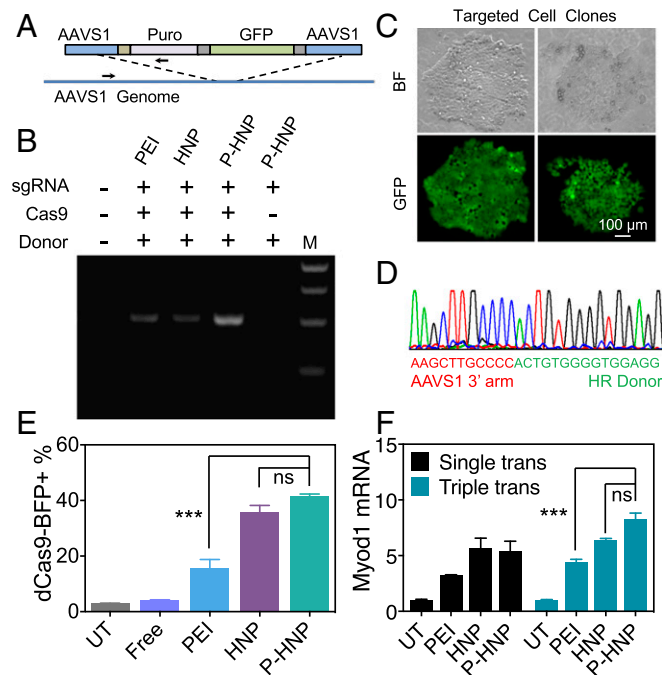 A
AAVS1 Puro GFP AAVS1
AAVS1 Genome
B
PEI HNP P-HNP P-HNP
sgRNA - + + + +
Cas9 - + + + -
Donor - + + + + M
C
Targeted Cell Clones
BF
GFP
100 µm
D
AAGCTTGCCCCACTGTGGGGTGGAGG
AAVS1 3' arm HR Donor
E
dCas9-BFP+ %
60
40
20
0
ns
***
UT Free PEI HNP P-HNP
F
Myod1 mRNA
15
10
5
0
Single trans
Triple trans
ns
***
UT PEI HNP P-HNP UT PEI HNP P-HNP